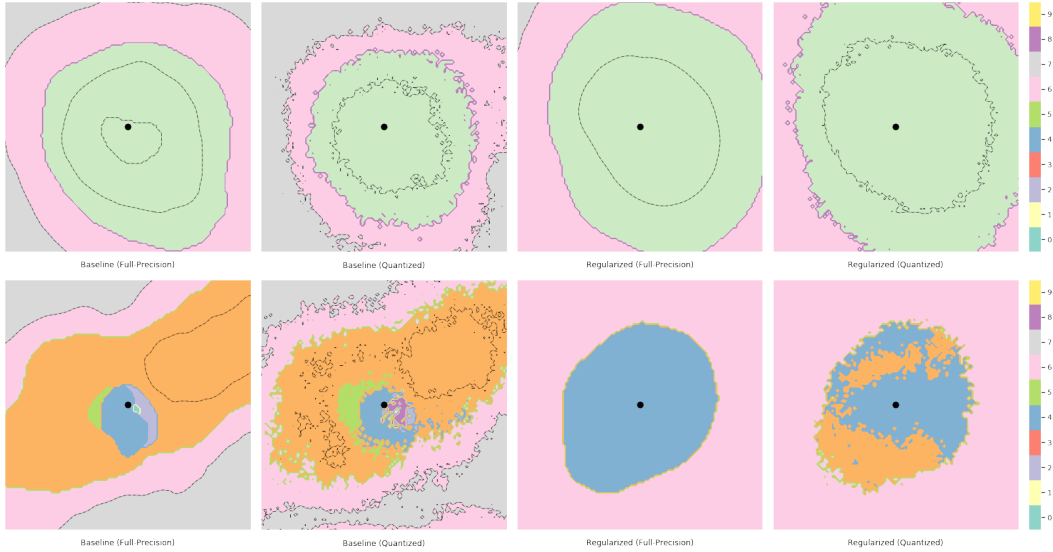 9
8
7
6
5
4
3
2
1
0
Baseline (Full-Precision)
Baseline (Quantized)
Regularized (Full-Precision)
Regularized (Quantized)
9
8
7
6
5
4
3
2
1
0
Baseline (Full-Precision)
Baseline (Quantized)
Regularized (Full-Precision)
Regularized (Quantized)